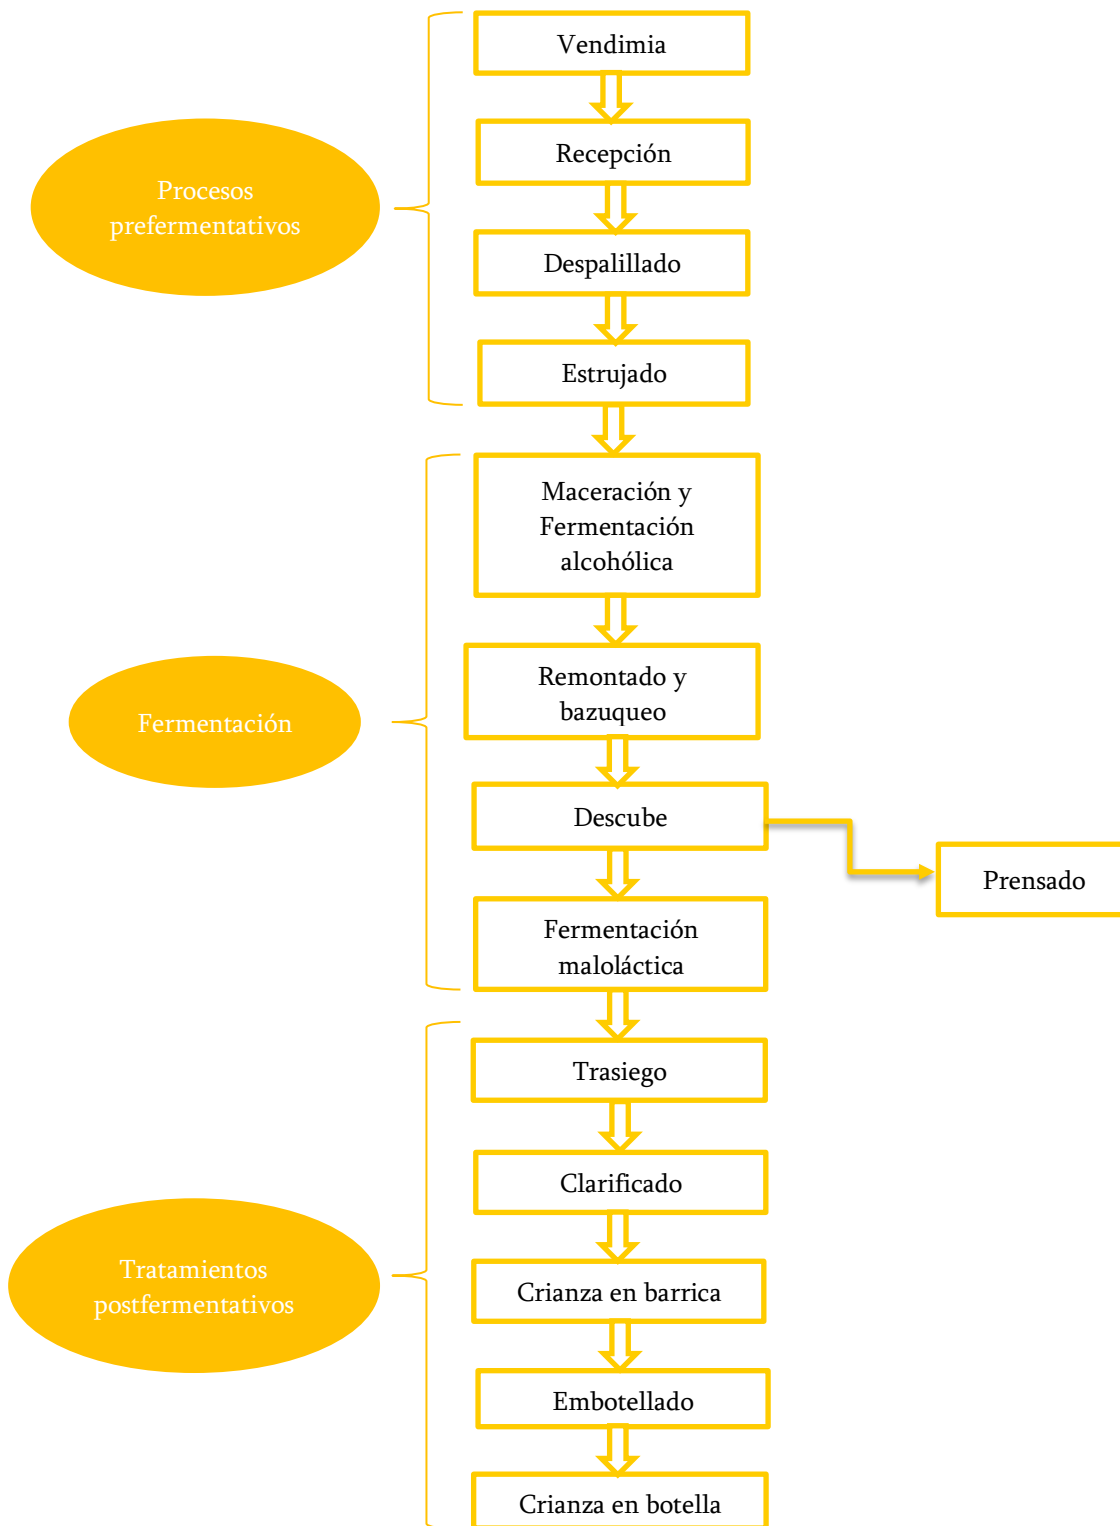 Vendimia
Recepción
Procesos
prefermentativos
Despalillado
Estrujado
Maceración y
Fermentación
alcohólica
Remontado y
bazuqueo
Fermentación
Descube
Prensado
Fermentación
maloláctica
Trasiego
Clarificado
Tratamientos
postfermentativos
Crianza en barrica
Embotellado
Crianza en botella